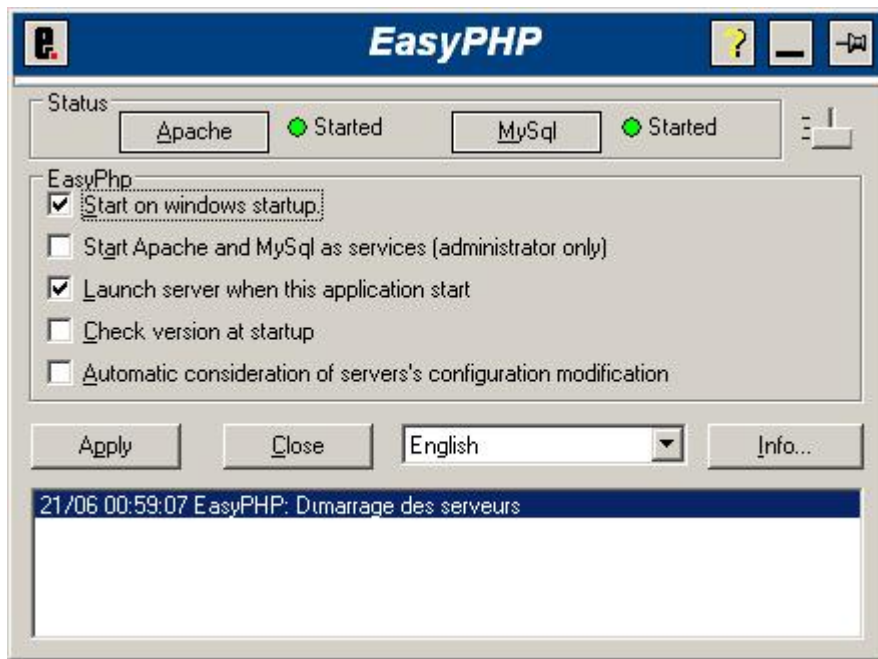 e.
EasyPHP
?
Status
Apache
Started
MySql
Started
EasyPhp
Start on windows startup.
Start Apache and MySql as services (administrator only)
Launch server when this application start
Check version at startup
Automatic consideration of servers's configuration modification
Apply
Close
English
Info...
21/06 00:59:07 EasyPHP: Dιmarrage des serveurs